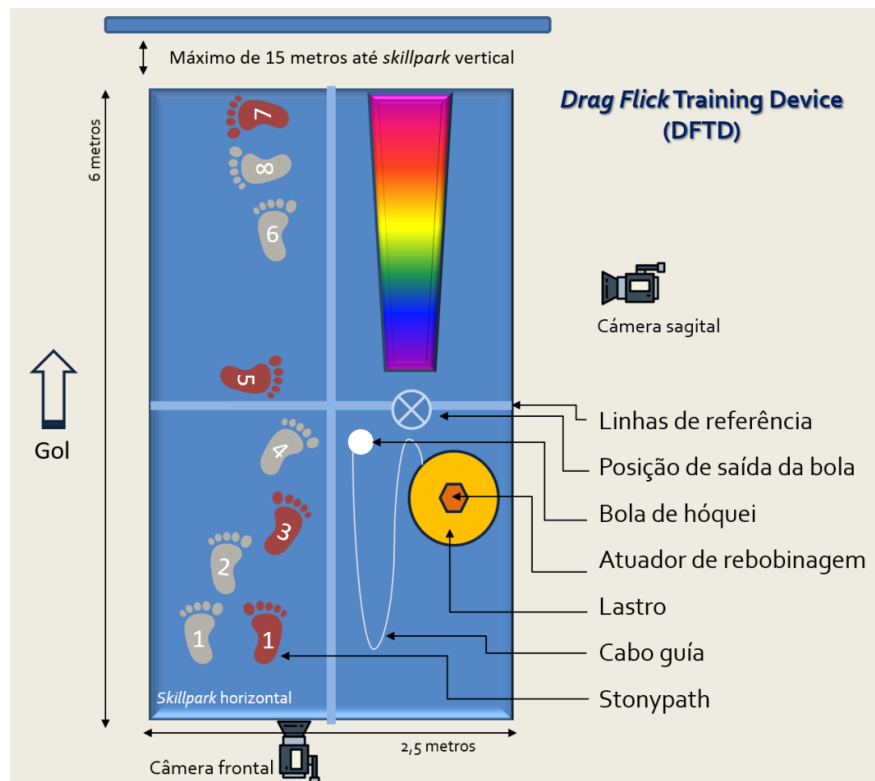 Máximo de 15 metros até skillpark vertical
Drag Flick Training Device
(DFTD)
6 metros
7
8
6
Cámera sagital
5
Gol
4
3
2
1
1
Linhas de referência
Posição de saída da bola
Bola de hóquei
Atuador de rebobinagem
Lastro
Cabo guía
Stonypath
Skillpark horizontal
2,5 metros
Câmera frontal